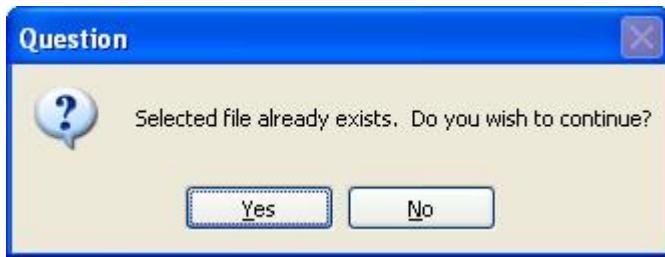 Question
Selected file already exists.  Do you wish to continue?
Yes
No